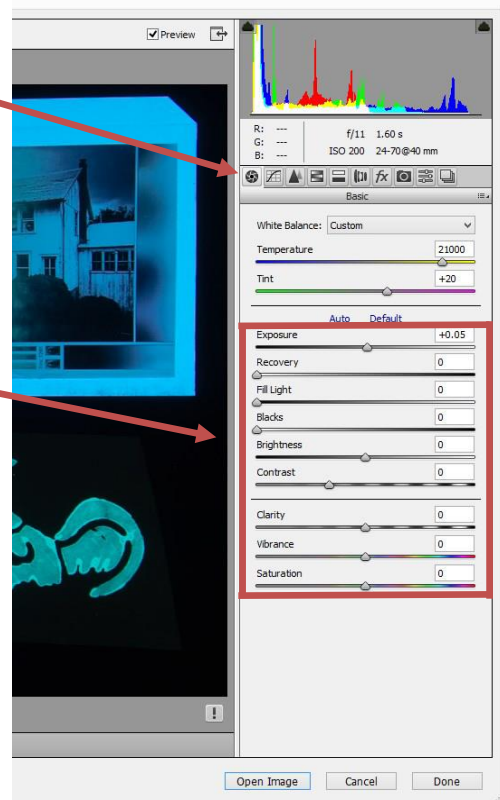 Preview
R: ---
G: ---
B: ---
f/11 1.60 s
ISO 200 24-70@40 mm
fx
Basic
White Balance: Custom
Temperature 21000
Tint +20
Auto Default
Exposure +0.05
Recovery 0
Fill Light 0
Blacks 0
Brightness 0
Contrast 0
Clarity 0
Vibrance 0
Saturation 0
!
Open Image Cancel Done